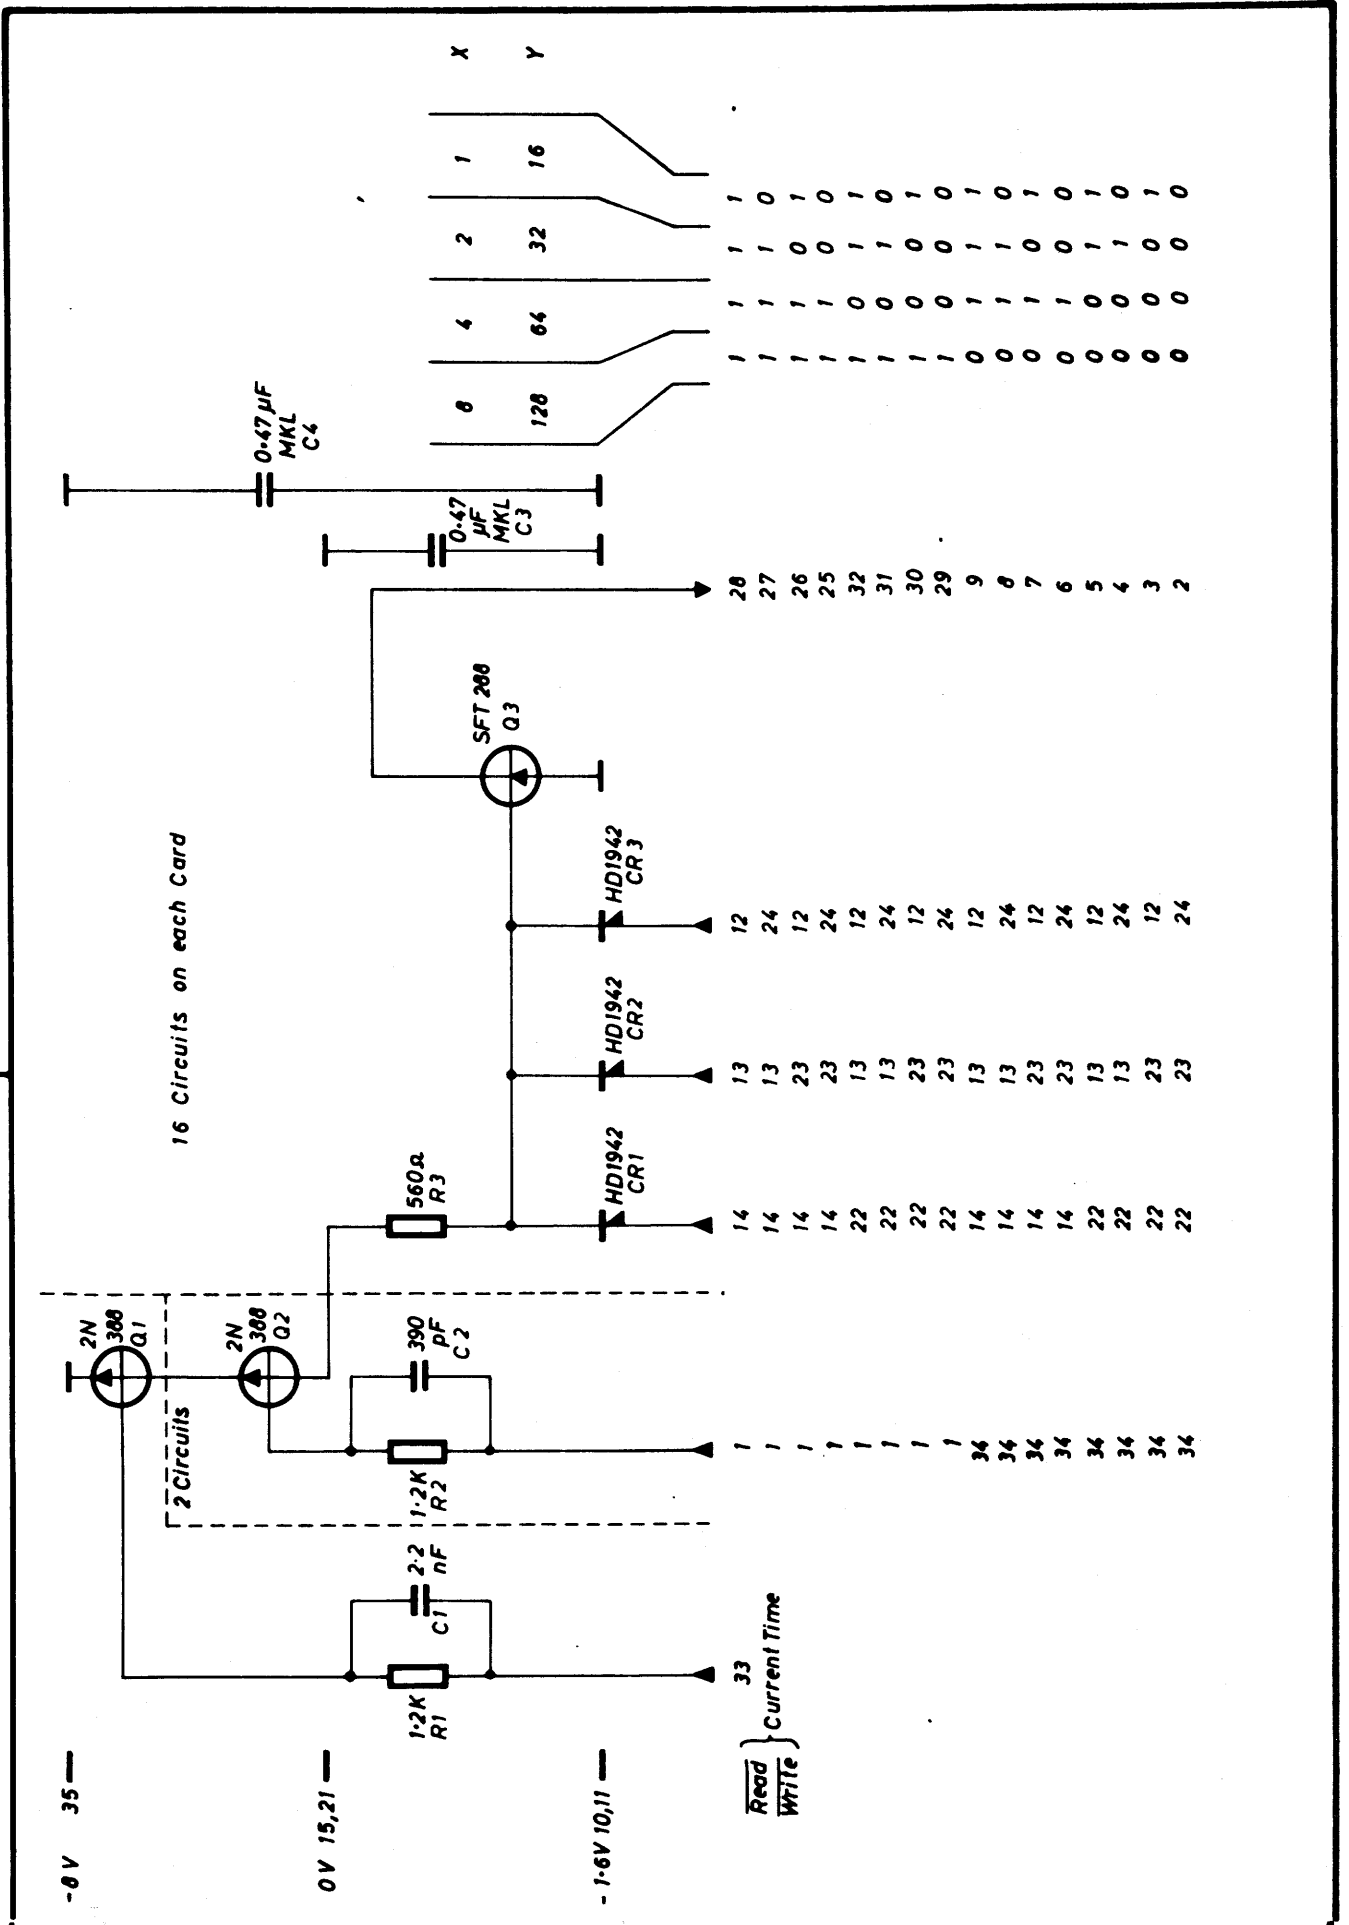 -8V 35
2N
388
Q1
16 Circuits on each Card
2 Circuits
2N
388
Q2
0.47µF
MKL
C4
0V 15,21
1.2K
R1
C1
2.2
nF
1.2K
R2
390
pF
C2
560Ω
R3
SFT 288
Q3
0.47
µF
MKL
C3
8 4 2 1 X
128 64 32 16 Y
-1.6V 10,11
HD1942
CR1
HD1942
CR2
HD1942
CR3
Read
Write
Current Time
33
1 14 13 12 28 1 1 1 1
1 14 13 24 27 1 1 1 0
1 14 23 12 26 1 1 0 1
1 14 23 24 25 1 1 0 0
1 22 13 12 32 1 0 1 1
1 22 13 24 31 1 0 1 0
1 22 23 12 30 1 0 0 1
1 22 23 24 29 1 0 0 0
34 14 13 12 9 0 1 1 1
34 14 13 24 8 0 1 1 0
34 14 23 12 7 0 1 0 1
34 14 23 24 6 0 1 0 0
34 22 13 12 5 0 0 1 1
34 22 13 24 4 0 0 1 0
34 22 23 12 3 0 0 0 1
34 22 23 24 2 0 0 0 0